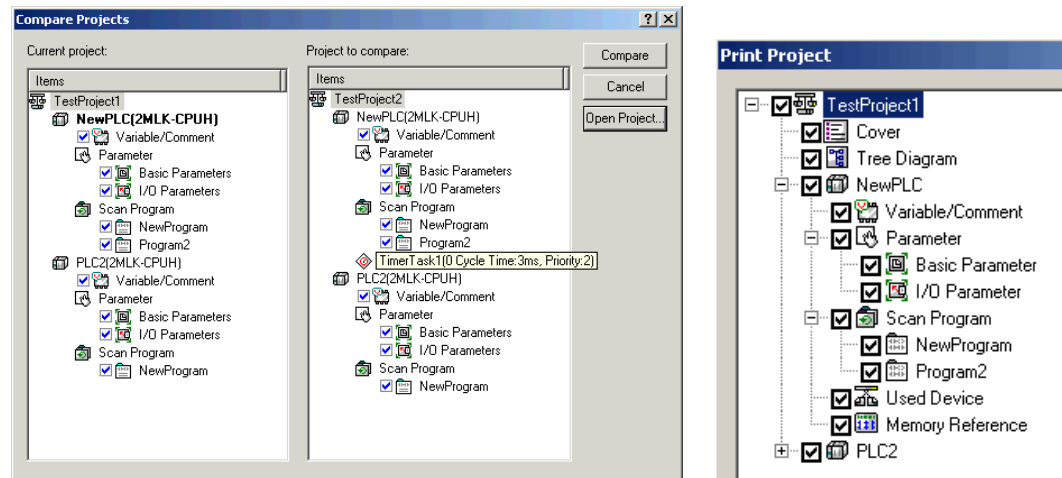 Compare Projects
Current project:
Items
TestProject1
NewPLC(2MLK-CPUH)
Variable/Comment
Parameter
Basic Parameters
I/O Parameters
Scan Program
NewProgram
Program2
PLC2(2MLK-CPUH)
Variable/Comment
Parameter
Basic Parameters
I/O Parameters
Scan Program
NewProgram
Project to compare:
Items
TestProject2
NewPLC(2MLK-CPUH)
Variable/Comment
Parameter
Basic Parameters
I/O Parameters
Scan Program
NewProgram
Program2
TimerTask1(0 Cycle Time:3ms, Priority:2)
PLC2(2MLK-CPUH)
Variable/Comment
Parameter
Basic Parameters
I/O Parameters
Scan Program
NewProgram
Compare
Cancel
Open Project...
Print Project
TestProject1
Cover
Tree Diagram
NewPLC
Variable/Comment
Parameter
Basic Parameter
I/O Parameter
Scan Program
NewProgram
Program2
Used Device
Memory Reference
PLC2